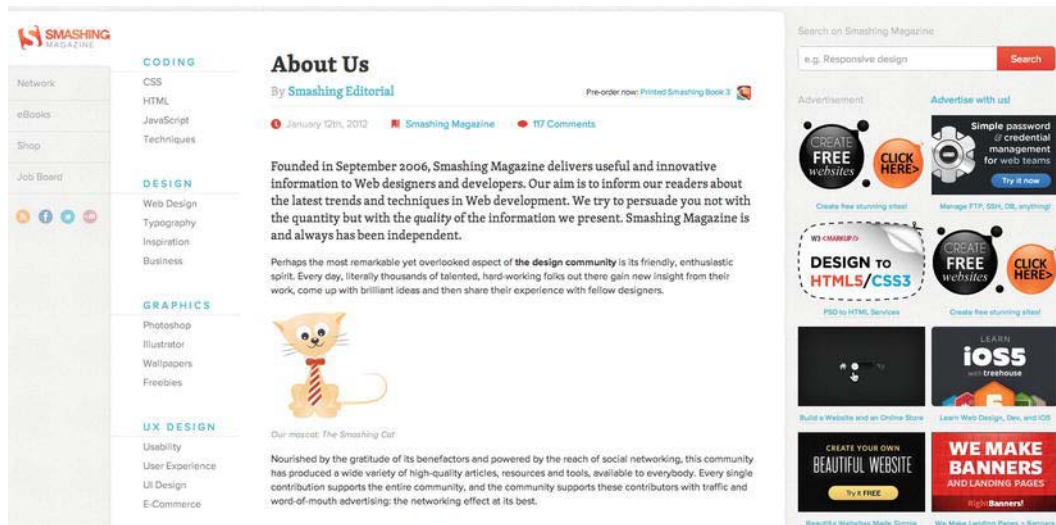 SMASHING
MAGAZINE
Network
eBooks
Shop
Job Board
CODING
CSS
HTML
JavaScript
Techniques
DESIGN
Web Design
Typography
Inspiration
Business
GRAPHICS
Photoshop
Illustrator
Wallpapers
Freebies
UX DESIGN
Usability
User Experience
UI Design
E-Commerce
About Us
By Smashing Editorial
Pre-order now: Printed Smashing Book 3
January 12th, 2012 Smashing Magazine 117 Comments
Founded in September 2006, Smashing Magazine delivers useful and innovative
information to Web designers and developers. Our aim is to inform our readers about
the latest trends and techniques in Web development. We try to persuade you not with
the quantity but with the quality of the information we present. Smashing Magazine is
and always has been independent.
Perhaps the most remarkable yet overlooked aspect of the design community is its friendly, enthusiastic
spirit. Every day, literally thousands of talented, hard-working folks out there gain new insight from their
work, come up with brilliant ideas and then share their experience with fellow designers.
Our mascot: The Smashing Cat
Nourished by the gratitude of its benefactors and powered by the reach of social networking, this community
has produced a wide variety of high-quality articles, resources and tools, available to everybody. Every single
contribution supports the entire community, and the community supports these contributors with traffic and
word-of-mouth advertising: the networking effect at its best.
Search on Smashing Magazine
e.g. Responsive design
Search
Advertisement
Advertise with us!
CREATE
FREE
websites
CLICK
HERE>
Create free stunning sites!
Simple password
& credential
management
for web teams
Try it now
Manage FTP, SSH, DB, anything!
W3 <MARKUP/>
DESIGN TO
HTML5/CSS3
PSD to HTML Services
CREATE
FREE
websites
CLICK
HERE>
Create free stunning sites!
Build a Website and an Online Store
LEARN
iOS5
with treehouse
5
Learn Web Design, Dev, and iOS
CREATE YOUR OWN
BEAUTIFUL WEBSITE
Try it FREE
Beautiful Websites Made Simple
WE MAKE
BANNERS
AND LANDING PAGES
RightBanners!
We Make Landing Pages + Banners